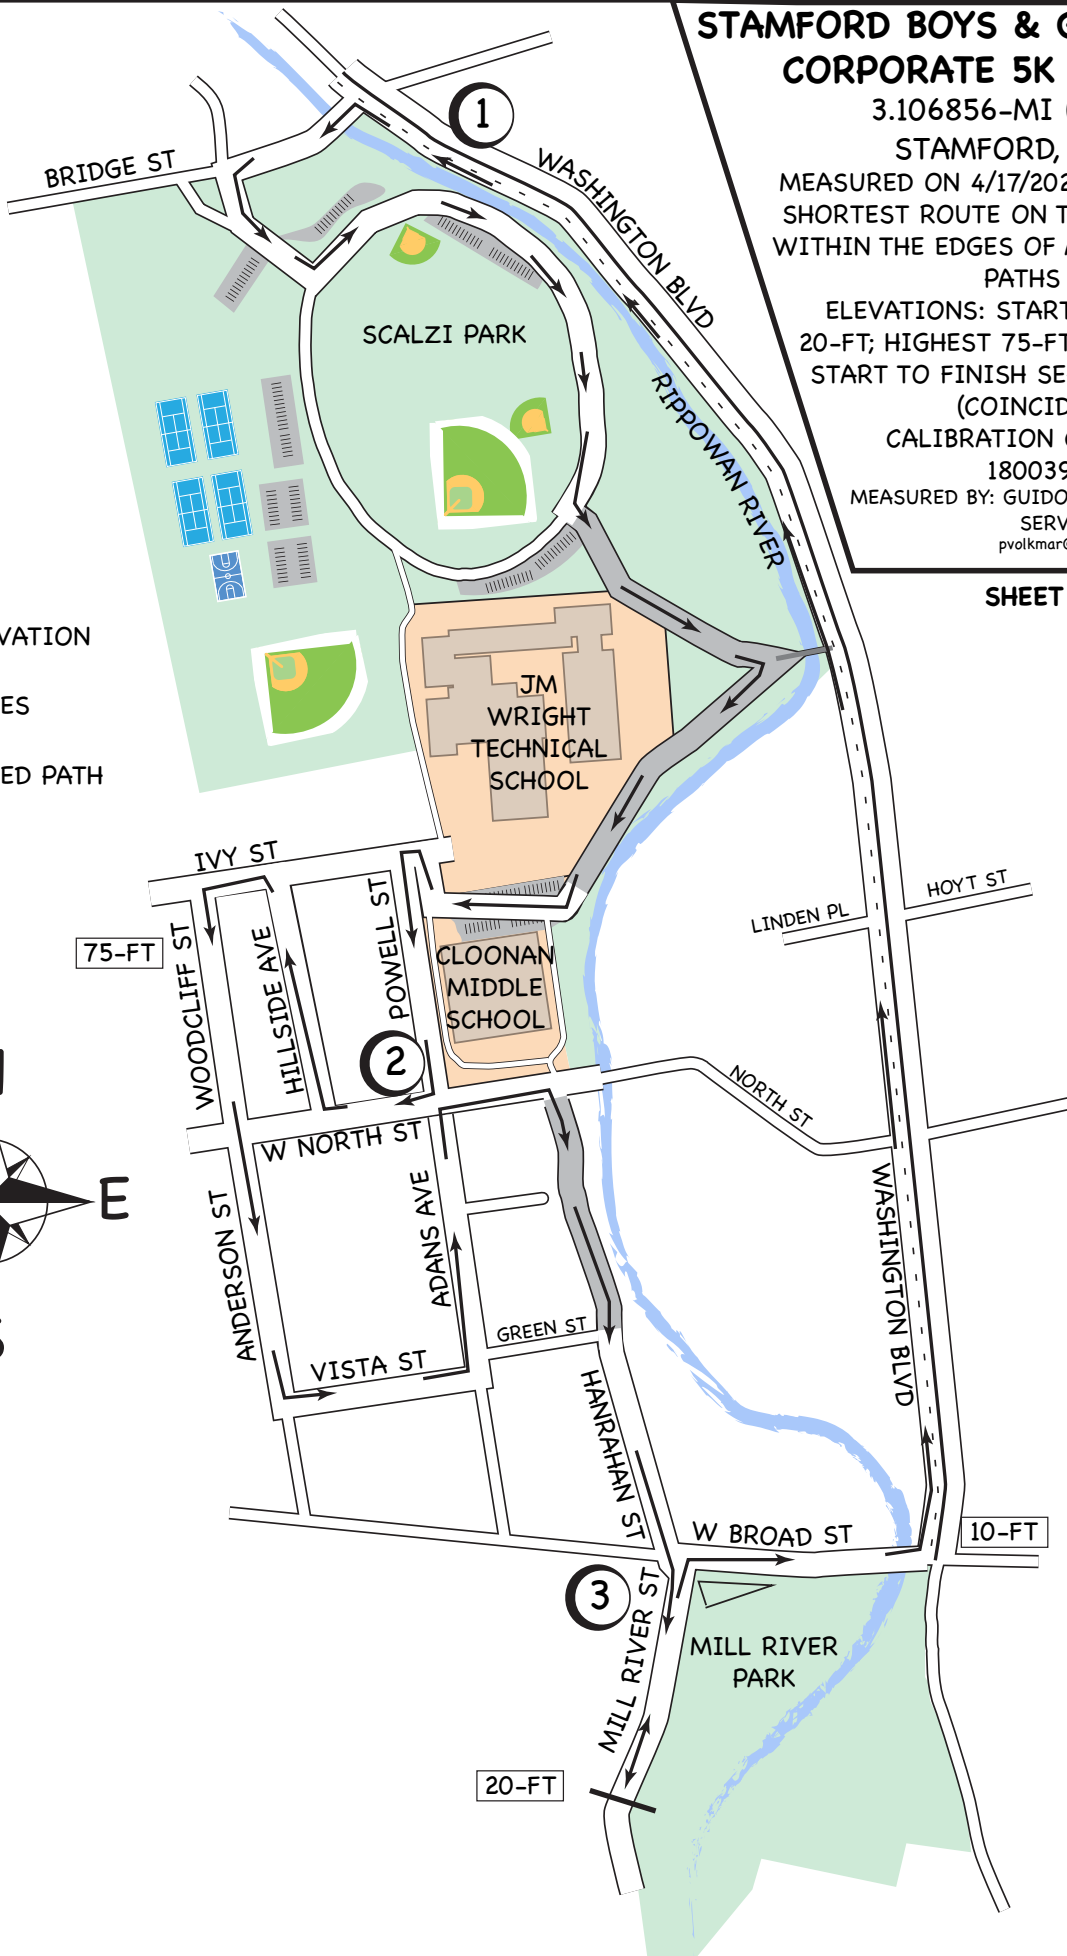 STAMFORD BOYS &
CORPORATE 5K
3.106856-MI
STAMFORD,
MEASURED ON 4/17/202
SHORTEST ROUTE ON
WITHIN THE EDGES OF
PATHS
ELEVATIONS: START
20-FT; HIGHEST 75-FT
START TO FINISH SE
(COINCID
CALIBRATION
180039
MEASURED BY: GUIDO
SERV
pvolkmar@
SHEET
1
BRIDGE ST
WASHINGTON BLVD
SCALZI PARK
RIPPOWAN RIVER
VATION
ES
ED PATH
JM
WRIGHT
TECHNICAL
SCHOOL
IVY ST
HOYT ST
LINDEN PL
75-FT
WOODCLIFF ST
HILLSIDE AVE
POWELL ST
CLOONAN
MIDDLE
SCHOOL
2
NORTH ST
W NORTH ST
E
ANDERSON ST
ADANS AVE
WASHINGTON BLVD
GREEN ST
VISTA ST
HANRAHAN ST
W BROAD ST
10-FT
3
MILL RIVER ST
MILL RIVER
PARK
20-FT